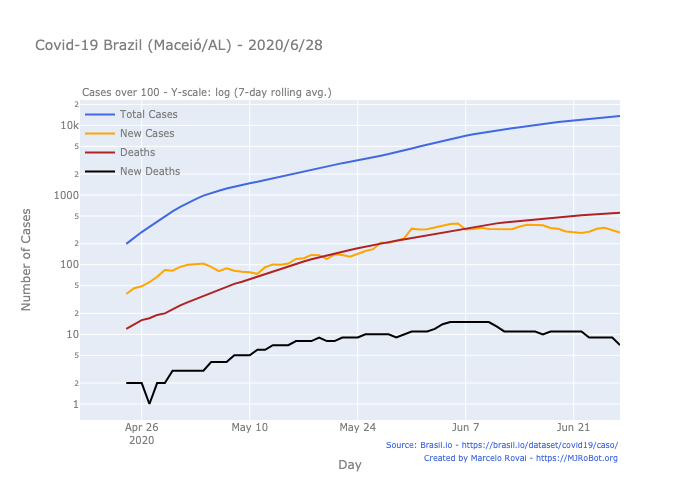 Covid-19 Brazil (Maceió/AL) - 2020/6/28
Cases over 100 - Y-scale: log (7-day rolling avg.)
Total Cases
New Cases
Deaths
New Deaths
2
10k
5
2
1000
5
2
100
5
2
10
5
2
1
Number of Cases
Apr 26
2020
May 10
May 24
Jun 7
Jun 21
Day
Source: Brasil.io - https://brasil.io/dataset/covid19/caso/
Created by Marcelo Rovai - https://MJRoBot.org